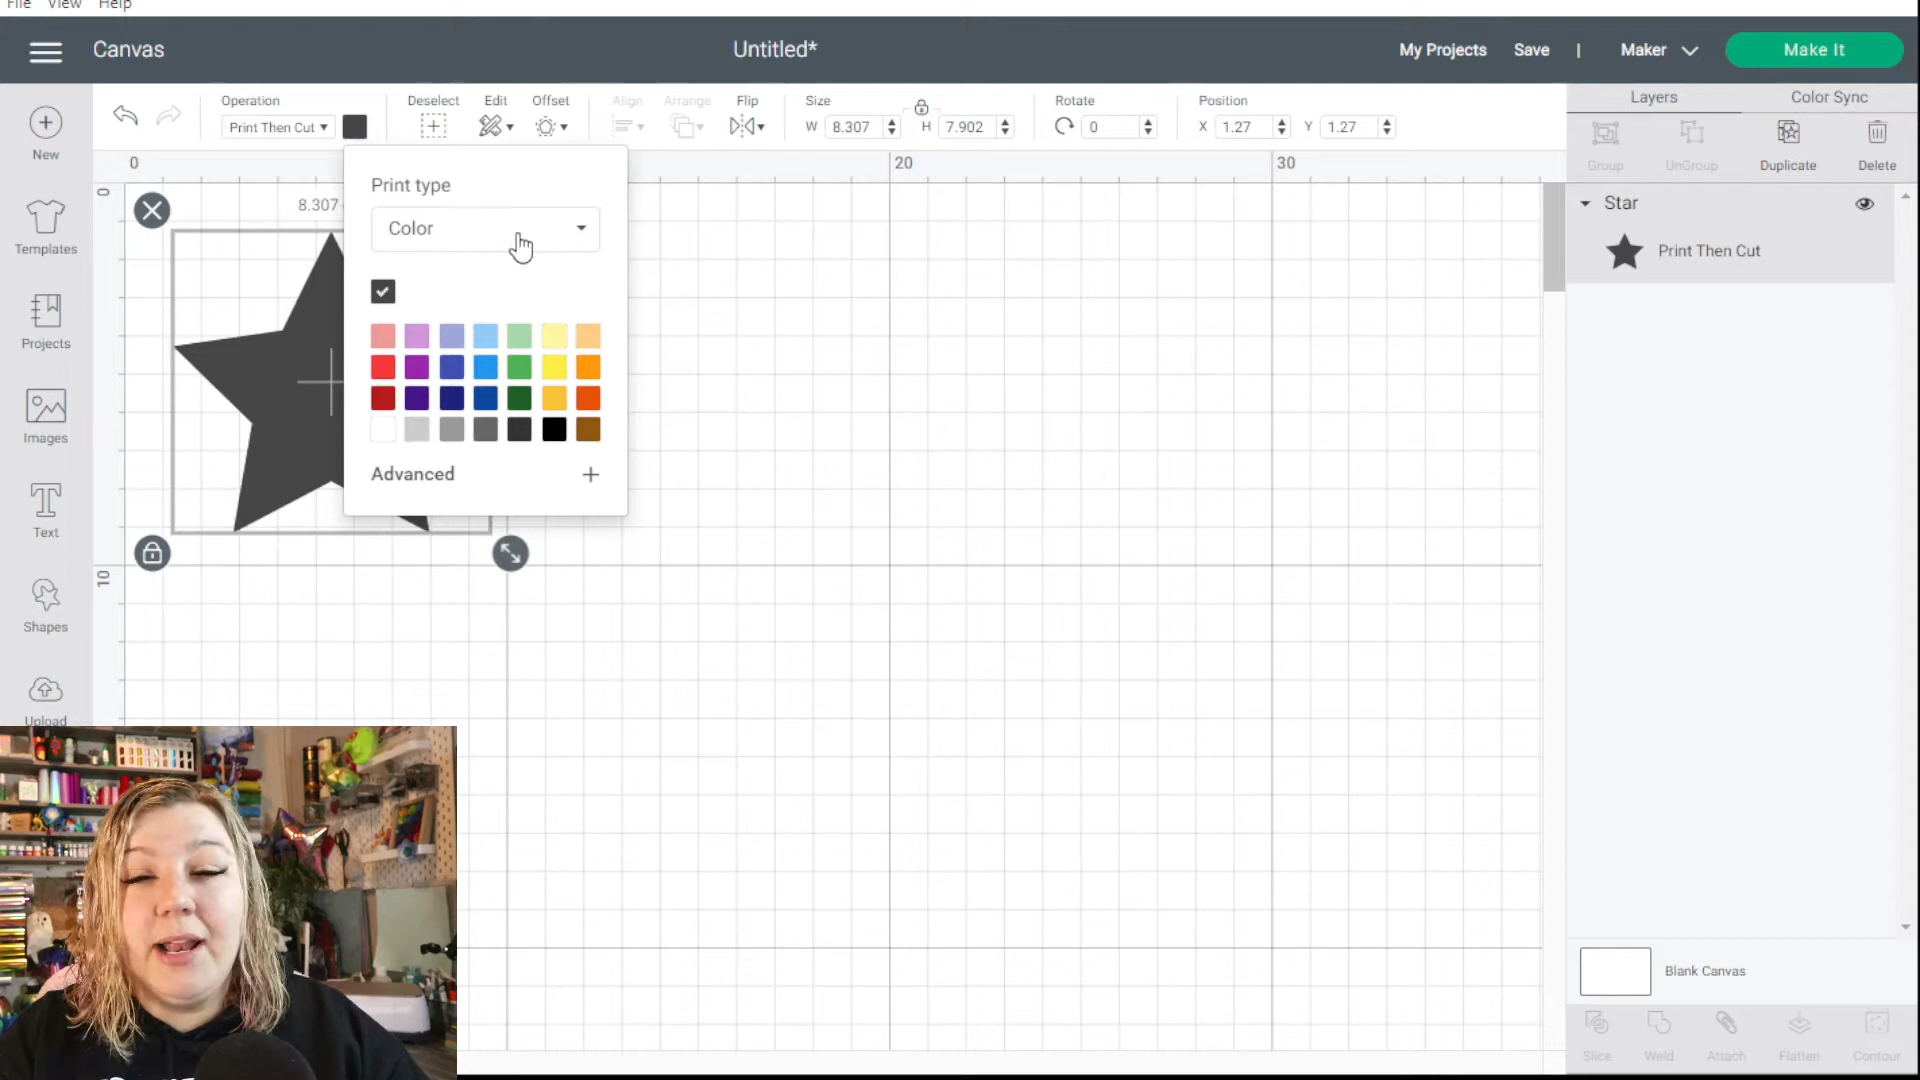 File View Help
Canvas
Untitled*
My Projects Save | Maker
Make It
Operation
Print Then Cut
Deselect Edit Offset
Align Arrange Flip
Size
W 8.307 H 7.902
Rotate
0
Position
X 1.27 Y 1.27
Layers Color Sync
Group UnGroup Duplicate Delete
New
Templates
Projects
Images
Text
Shapes
Upload
0 20 30
0
10
8.307
Print type
Color
Advanced
Star
Print Then Cut
Blank Canvas
Slice Weld Attach Flatten Contour